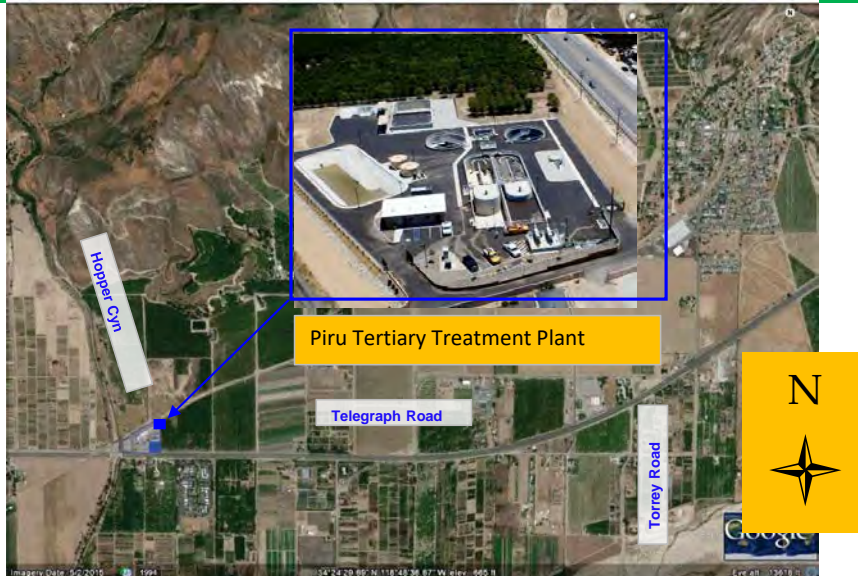 Piru Tertiary Treatment Plant
Hopper Cyn
Telegraph Road
Torrey Road
N
Google
Imagery Date: 5/2/2015
1994
34°24'29.69" N 118°48'36.67" W elev 665 ft
Eye alt 13618 ft